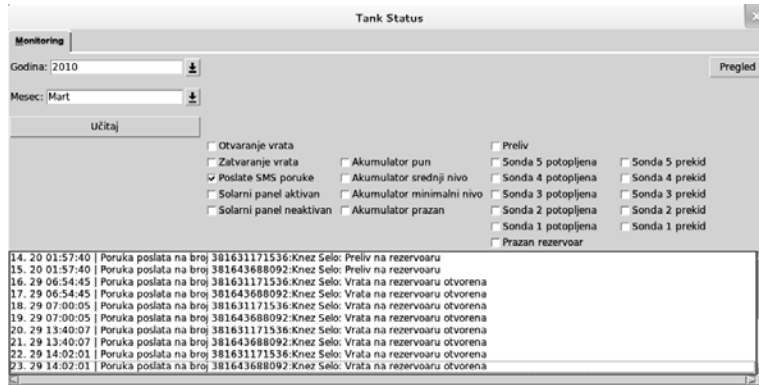 Tank Status
Monitoring
Godina: 2010
Pregled
Mesec: Mart
Učitaj
Otvaranje vrata
Preliv
Zatvaranje vrata
Akumulator pun
Sonda 5 potopljena
Sonda 5 prekid
Poslate SMS poruke
Akumulator srednji nivo
Sonda 4 potopljena
Sonda 4 prekid
Solarni panel aktivan
Akumulator minimalni nivo
Sonda 3 potopljena
Sonda 3 prekid
Solarni panel neaktivan
Akumulator prazan
Sonda 2 potopljena
Sonda 2 prekid
Sonda 1 potopljena
Sonda 1 prekid
Prazan rezervoar
14. 20 01:57:40 | Poruka poslata na broj 381631171536:Knez Selo: Preliv na rezervoaru
15. 20 01:57:40 | Poruka poslata na broj 381643688092:Knez Selo: Preliv na rezervoaru
16. 29 06:54:45 | Poruka poslata na broj 381631171536:Knez Selo: Vrata na rezervoaru otvorena
17. 29 06:54:45 | Poruka poslata na broj 381643688092:Knez Selo: Vrata na rezervoaru otvorena
18. 29 07:00:05 | Poruka poslata na broj 381631171536:Knez Selo: Vrata na rezervoaru otvorena
19. 29 07:00:05 | Poruka poslata na broj 381643688092:Knez Selo: Vrata na rezervoaru otvorena
20. 29 13:40:07 | Poruka poslata na broj 381631171536:Knez Selo: Vrata na rezervoaru otvorena
21. 29 13:40:07 | Poruka poslata na broj 381643688092:Knez Selo: Vrata na rezervoaru otvorena
22. 29 14:02:01 | Poruka poslata na broj 381631171536:Knez Selo: Vrata na rezervoaru otvorena
23. 29 14:02:01 | Poruka poslata na broj 381643688092:Knez Selo: Vrata na rezervoaru otvorena